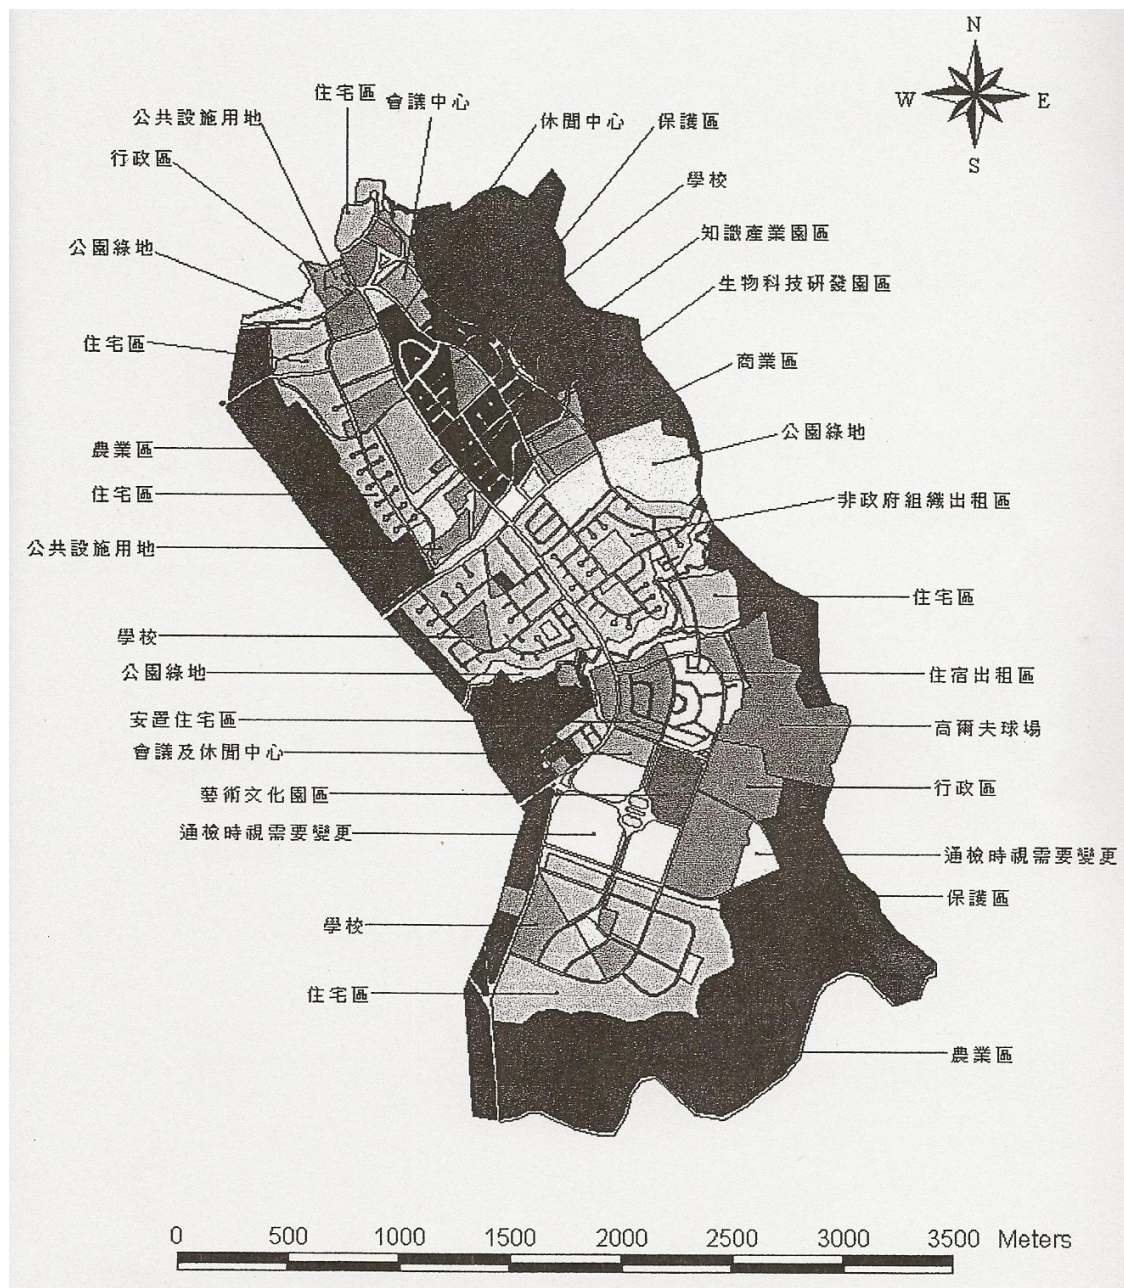 N
W
E
S
住宅區
會議中心
公共設施用地
休閒中心
保護區
行政區
學校
知識產業園區
公園綠地
生物科技研發園區
住宅區
商業區
公園綠地
農業區
住宅區
非政府組織出租區
公共設施用地
住宅區
學校
公園綠地
住宿出租區
安置住宅區
高爾夫球場
會議及休閒中心
行政區
藝術文化園區
通檢時視需要變更
通檢時視需要變更
保護區
學校
住宅區
農業區
0 500 1000 1500 2000 2500 3000 3500 Meters